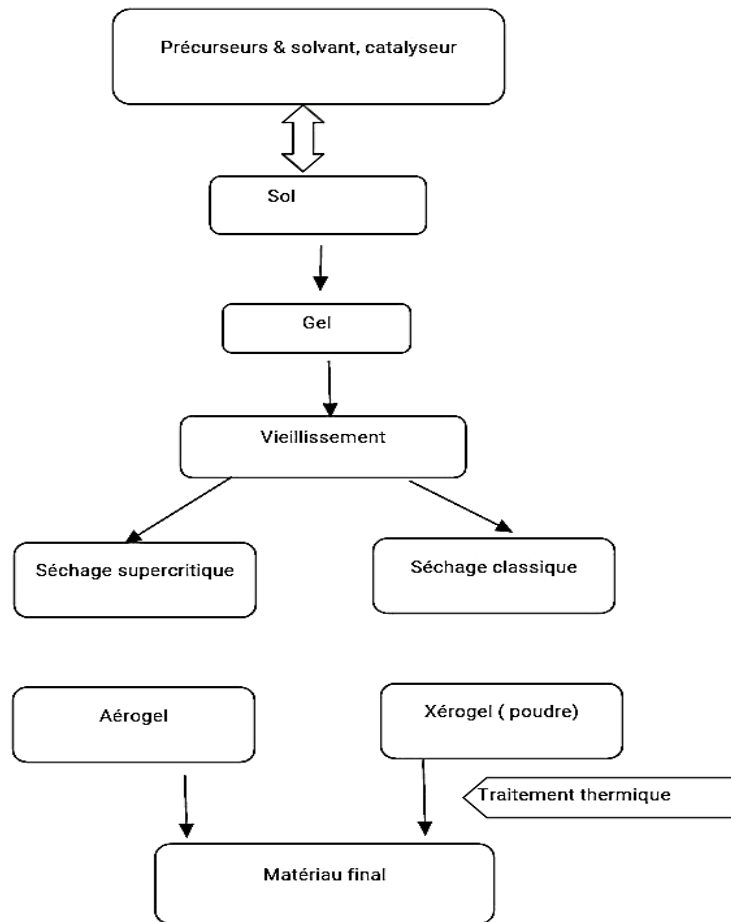 Précurseurs & solvant, catalyseur
Sol
Gel
Vieillissement
Séchage supercritique
Séchage classique
Aérogel
Xérogel ( poudre)
Traitement thermique
Matériau final